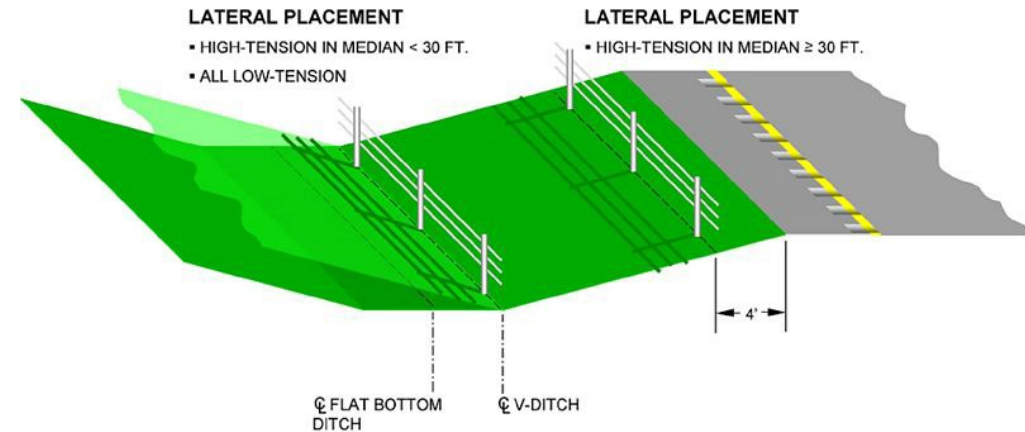 LATERAL PLACEMENT
▪ HIGH-TENSION IN MEDIAN < 30 FT.
▪ ALL LOW-TENSION
LATERAL PLACEMENT
▪ HIGH-TENSION IN MEDIAN ≥ 30 FT.
4'
℄ FLAT BOTTOM
DITCH
℄ V-DITCH